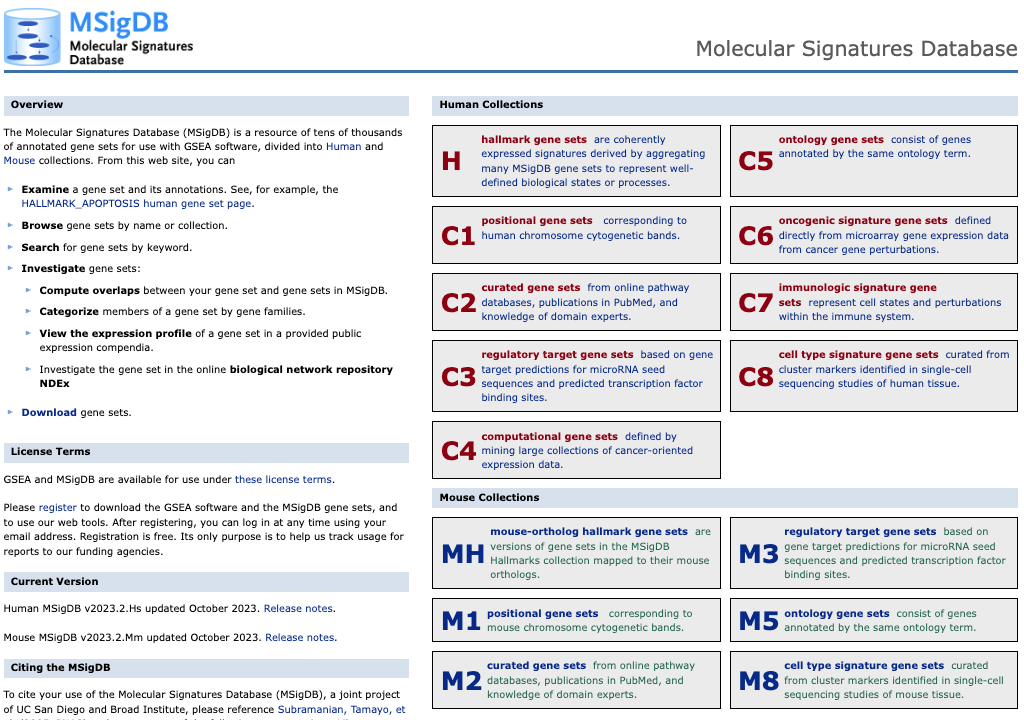 MSigDB
Molecular Signatures
Database
Molecular Signatures Database
Overview
The Molecular Signatures Database (MSigDB) is a resource of tens of thousands
of annotated gene sets for use with GSEA software, divided into Human and
Mouse collections. From this web site, you can
Examine a gene set and its annotations. See, for example, the
HALLMARK_APOPTOSIS human gene set page.
Browse gene sets by name or collection.
Search for gene sets by keyword.
Investigate gene sets:
Compute overlaps between your gene set and gene sets in MSigDB.
Categorize members of a gene set by gene families.
View the expression profile of a gene set in a provided public
expression compendia.
Investigate the gene set in the online biological network repository
NDEx
Download gene sets.
License Terms
GSEA and MSigDB are available for use under these license terms.
Please register to download the GSEA software and the MSigDB gene sets, and
to use our web tools. After registering, you can log in at any time using your
email address. Registration is free. Its only purpose is to help us track usage for
reports to our funding agencies.
Current Version
Human MSigDB v2023.2.Hs updated October 2023. Release notes.
Mouse MSigDB v2023.2.Mm updated October 2023. Release notes.
Citing the MSigDB
To cite your use of the Molecular Signatures Database (MSigDB), a joint project
of UC San Diego and Broad Institute, please reference Subramanian, Tamayo, et
Human Collections
H
hallmark gene sets are coherently
expressed signatures derived by aggregating
many MSigDB gene sets to represent well-
defined biological states or processes.
C1
positional gene sets corresponding to
human chromosome cytogenetic bands.
C2
curated gene sets from online pathway
databases, publications in PubMed, and
knowledge of domain experts.
C3
regulatory target gene sets based on gene
target predictions for microRNA seed
sequences and predicted transcription factor
binding sites.
C4
computational gene sets defined by
mining large collections of cancer-oriented
expression data.
C5
ontology gene sets consist of genes
annotated by the same ontology term.
C6
oncogenic signature gene sets defined
directly from microarray gene expression data
from cancer gene perturbations.
C7
immunologic signature gene
sets represent cell states and perturbations
within the immune system.
C8
cell type signature gene sets curated from
cluster markers identified in single-cell
sequencing studies of human tissue.
Mouse Collections
MH
mouse-ortholog hallmark gene sets are
versions of gene sets in the MSigDB
Hallmarks collection mapped to their mouse
orthologs.
M1
positional gene sets corresponding to
mouse chromosome cytogenetic bands.
M2
curated gene sets from online pathway
databases, publications in PubMed, and
knowledge of domain experts.
M3
regulatory target gene sets based on
gene target predictions for microRNA seed
sequences and predicted transcription factor
binding sites.
M5
ontology gene sets consist of genes
annotated by the same ontology term.
M8
cell type signature gene sets curated
from cluster markers identified in single-cell
sequencing studies of mouse tissue.